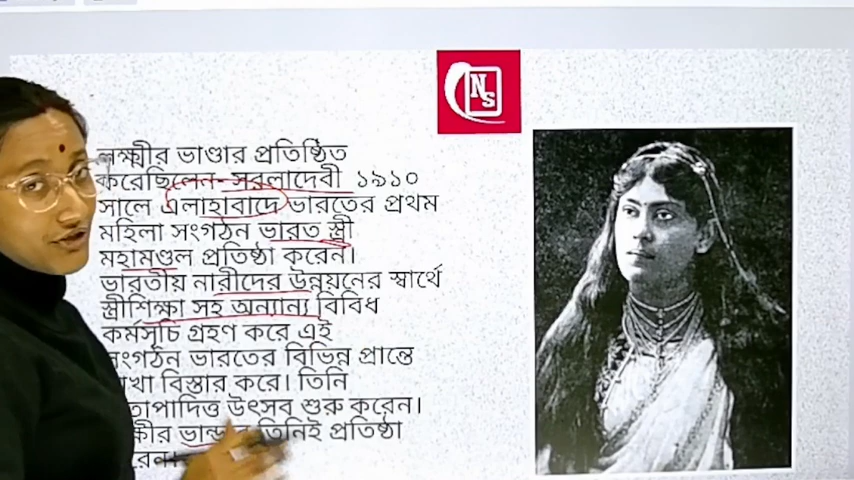 NS
লক্ষ্মীর ভাণ্ডার প্রতিষ্ঠিত
করেছিলেন- সরলাদেবী ১৯১০
সালে এলাহাবাদে ভারতের প্রথম
মহিলা সংগঠন ভারত স্ত্রী
মহামণ্ডল প্রতিষ্ঠা করেন।
ভারতীয় নারীদের উন্নয়নের স্বার্থে
স্ত্রীশিক্ষা সহ অন্যান্য বিবিধ
কর্মসূচি গ্রহণ করে এই
সংগঠন ভারতের বিভিন্ন প্রান্তে
শাখা বিস্তার করে। তিনি
উৎসব শুরু করেন।
তিনিই প্রতিষ্ঠা